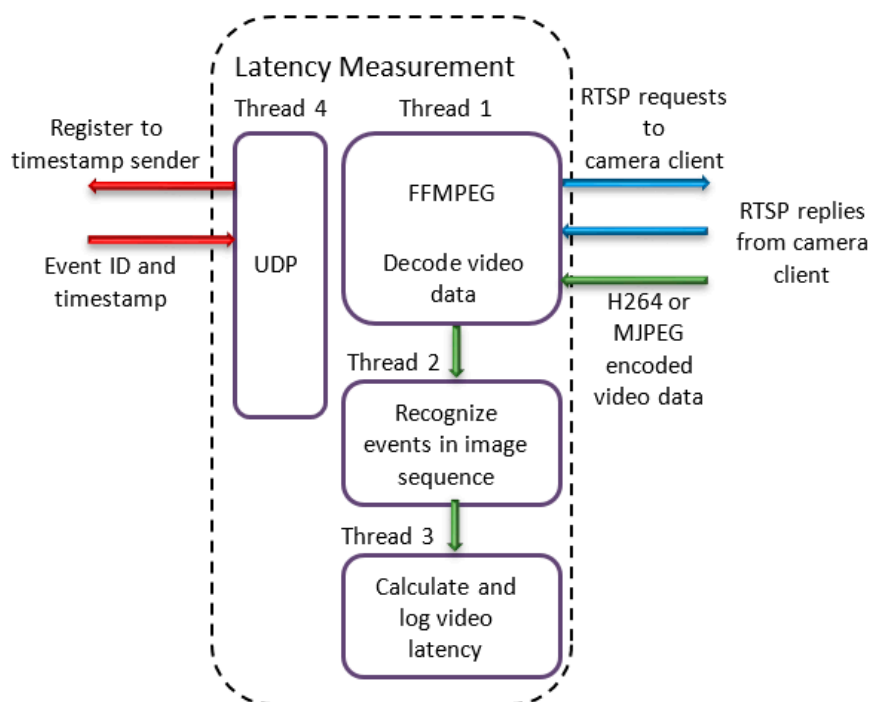 Latency Measurement
Thread 4
Thread 1
Register to
timestamp sender
Event ID and
timestamp
UDP
FFMPEG
Decode video
data
RTSP requests
to
camera client
RTSP replies
from camera
client
H264 or
MJPEG
encoded
video data
Thread 2
Recognize
events in image
sequence
Thread 3
Calculate and
log video
latency